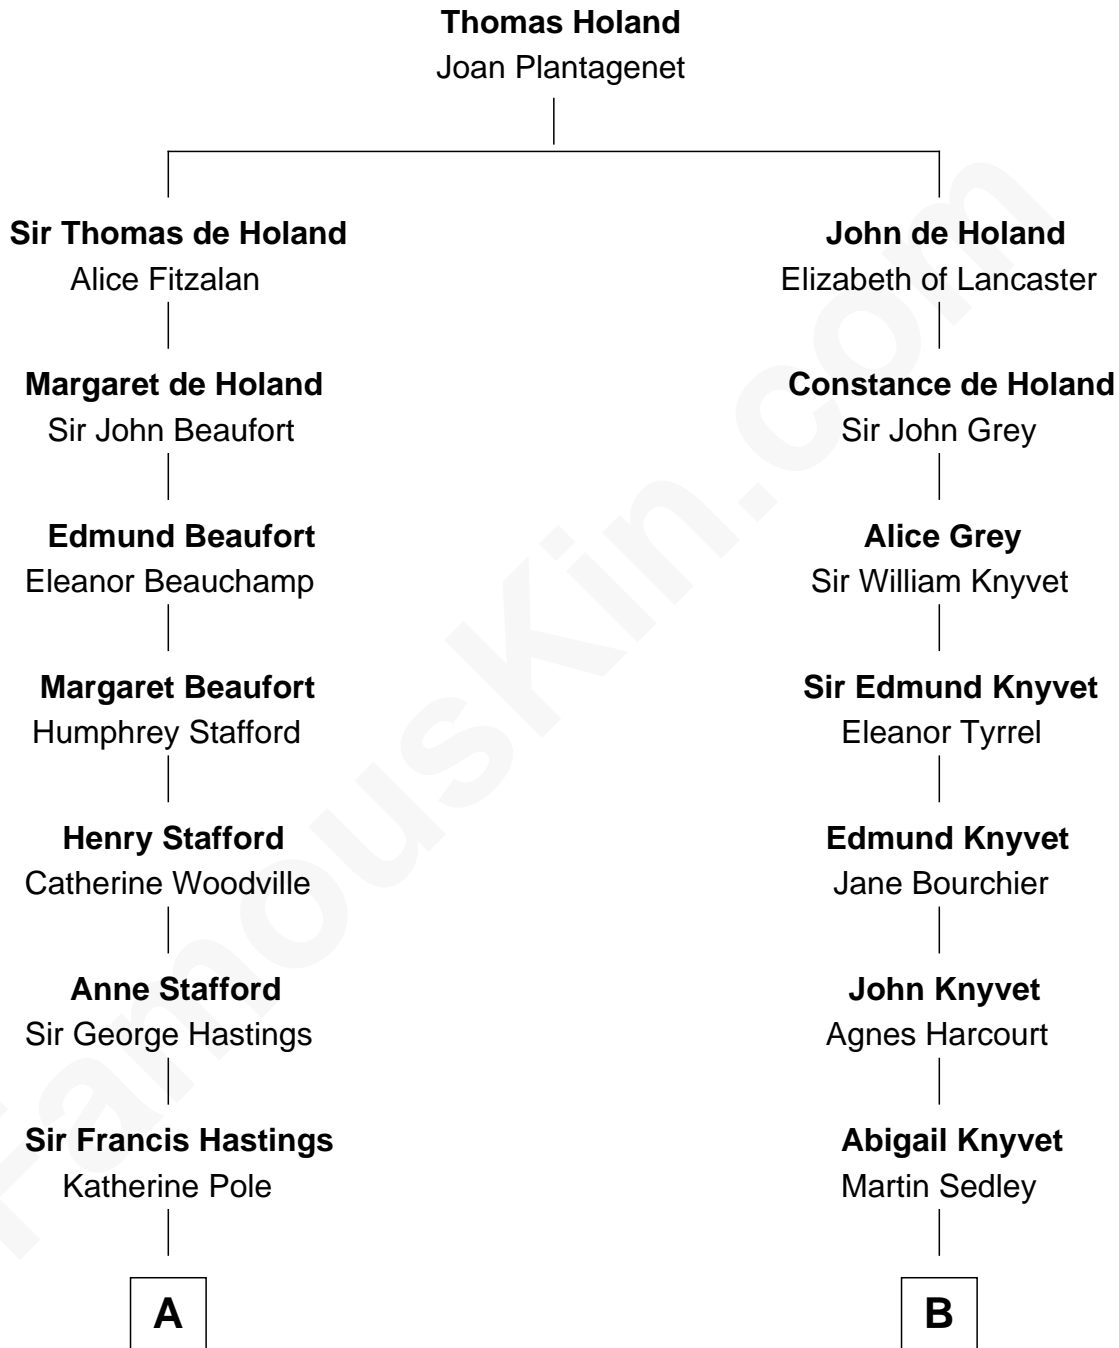 Thomas Holand
Joan Plantagenet
Sir Thomas de Holand
Alice Fitzalan
Margaret de Holand
Sir John Beaufort
Edmund Beaufort
Eleanor Beauchamp
Margaret Beaufort
Humphrey Stafford
Henry Stafford
Catherine Woodville
Anne Stafford
Sir George Hastings
Sir Francis Hastings
Katherine Pole
A
John de Holand
Elizabeth of Lancaster
Constance de Holand
Sir John Grey
Alice Grey
Sir William Knyvet
Sir Edmund Knyvet
Eleanor Tyrrel
Edmund Knyvet
Jane Bourchier
John Knyvet
Agnes Harcourt
Abigail Knyvet
Martin Sedley
B
FamousKin.com